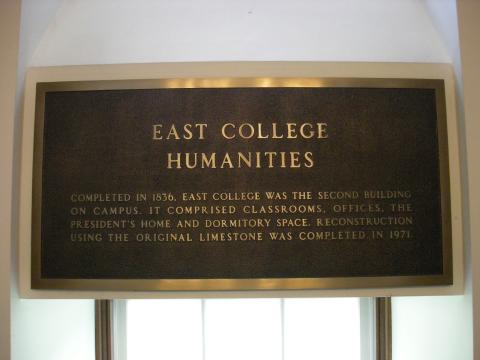 EAST COLLEGE
HUMANITIES
COMPLETED IN 1836, EAST COLLEGE WAS THE SECOND BUILDING
ON CAMPUS. IT COMPRISED CLASSROOMS, OFFICES, THE
PRESIDENT'S HOME AND DORMITORY SPACE. RECONSTRUCTION
USING THE ORIGINAL LIMESTONE WAS COMPLETED IN 1971.